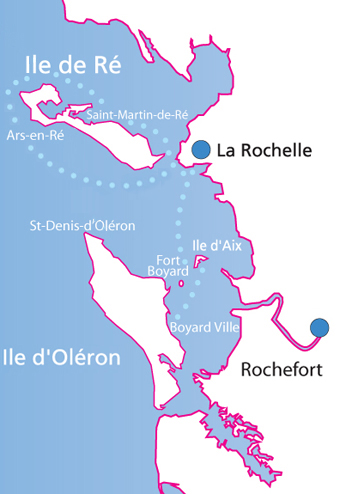 Ile de Ré
Saint-Martin-de-Ré
Ars-en-Ré
La Rochelle
St-Denis-d'Oléron
Ile d'Aix
Fort
Boyard
Boyard Ville
Ile d'Oléron
Rochefort